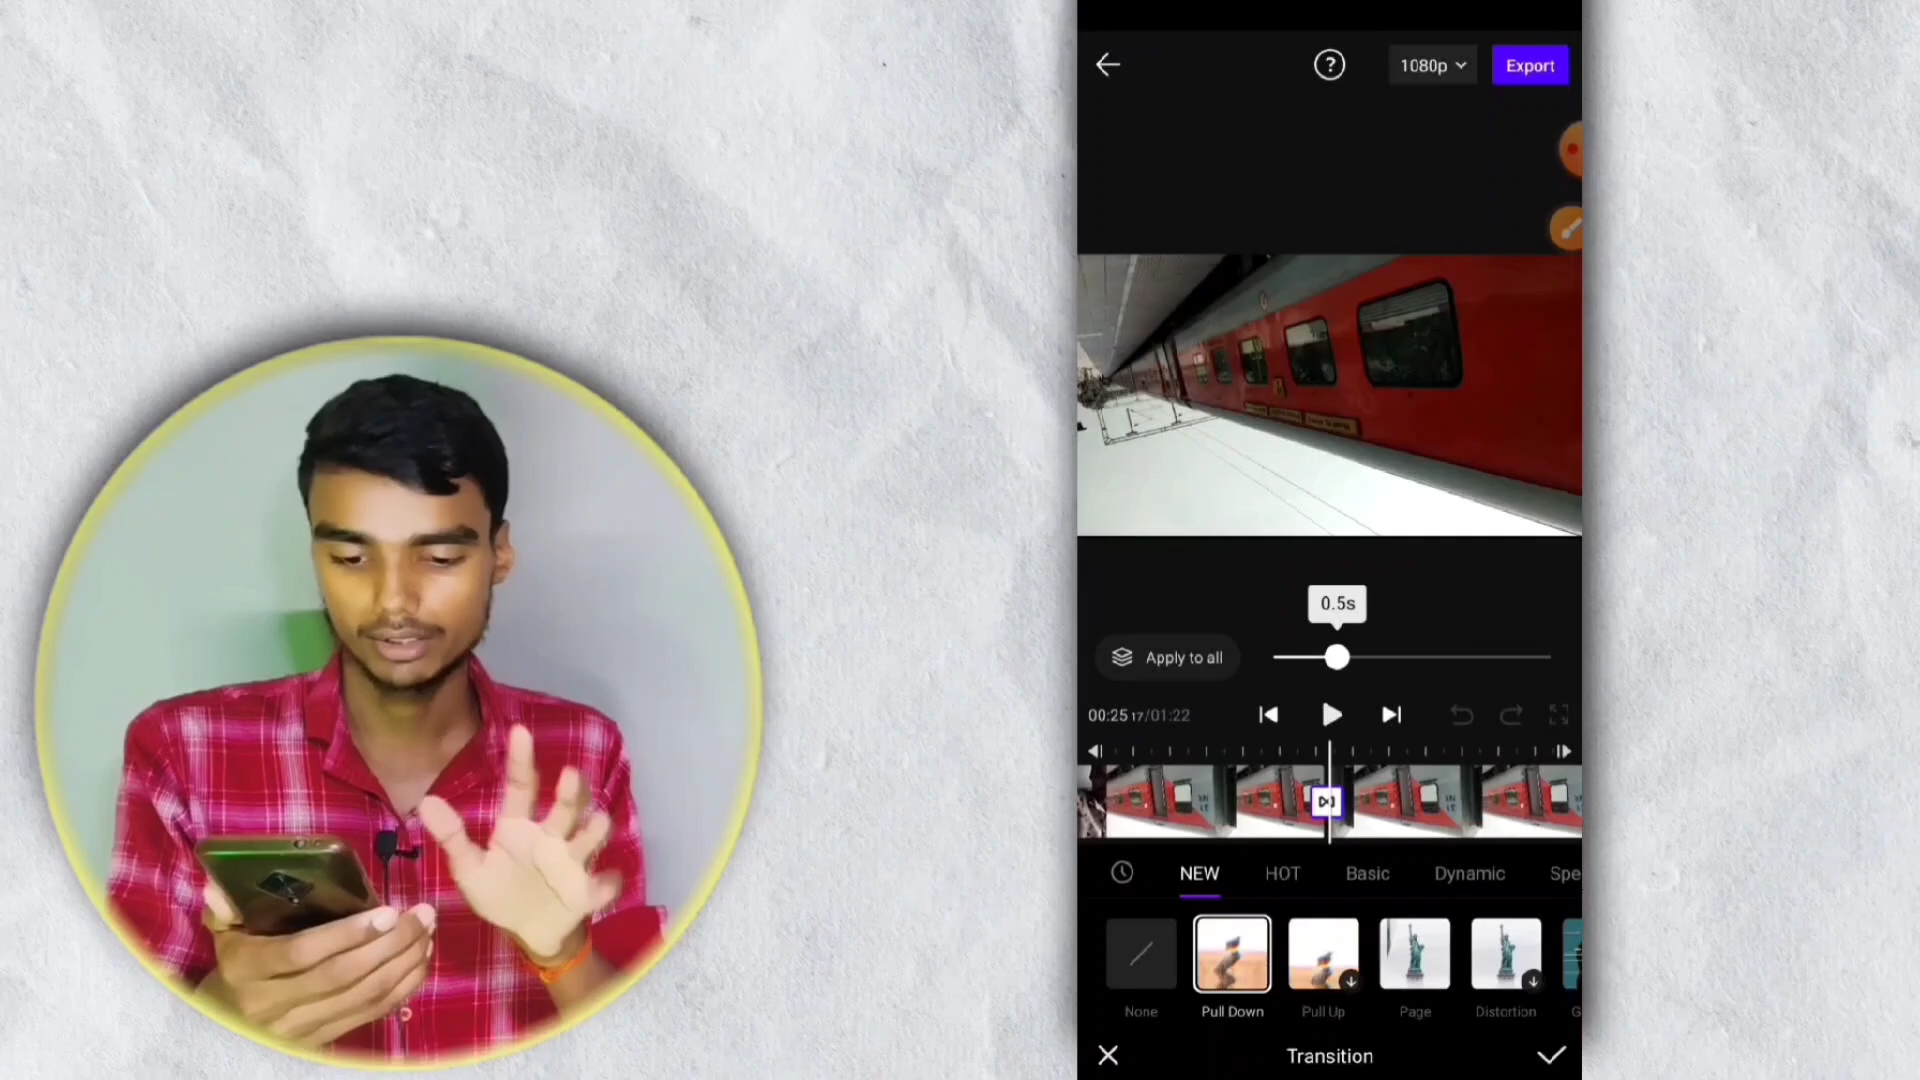 1080p
Export
0.5s
Apply to all
00:25 17/01:22
NEW HOT Basic Dynamic Spe
None Pull Down Pull Up Page Distortion G
Transition